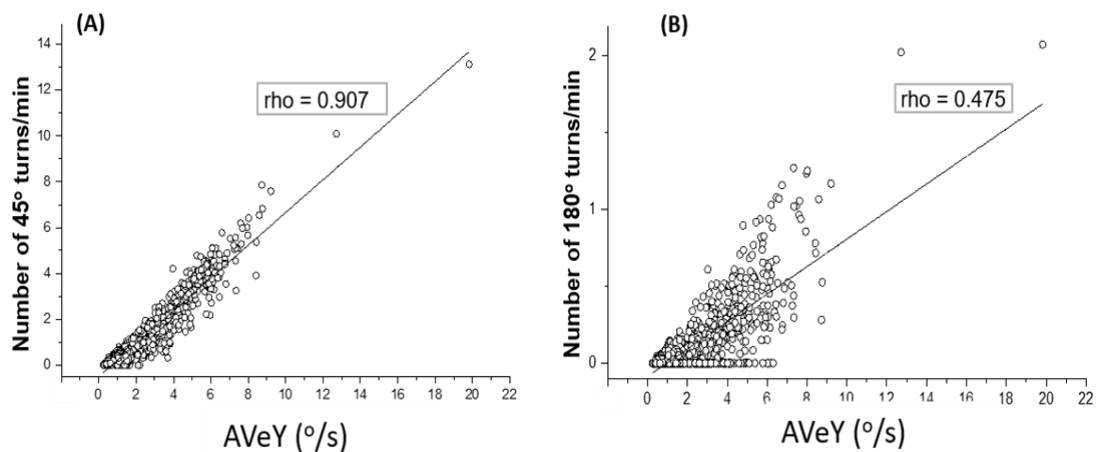 (A)
Number of 45° turns/min
14
12
10
8
6
4
2
0
rho = 0.907
0 2 4 6 8 10 12 14 16 18 20 22
AVeY (°/s)
(B)
Number of 180° turns/min
2
1
0
rho = 0.475
0 2 4 6 8 10 12 14 16 18 20 22
AVeY (°/s)